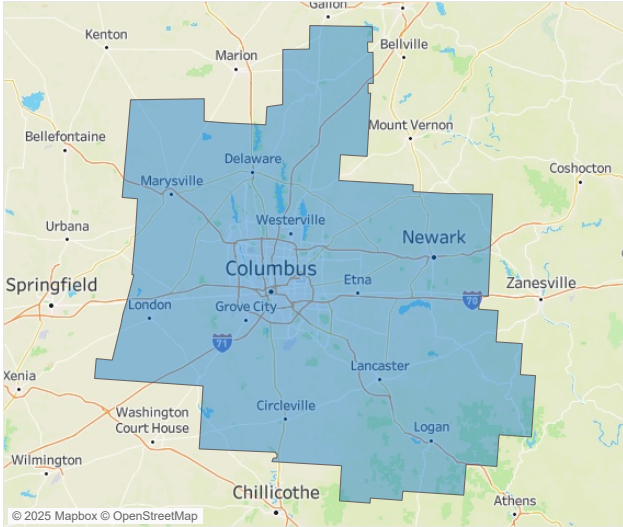 Galion
Kenton
Bellville
Marion
Mount Vernon
Bellefontaine
Delaware
Coshocton
Marysville
Urbana
Westerville
Newark
Columbus
Springfield
Etna
Zanesville
London
Grove City
70
71
Lancaster
Xenia
Circleville
Washington
Court House
Logan
Wilmington
Chillicothe
Athens
© 2025 Mapbox © OpenStreetMap